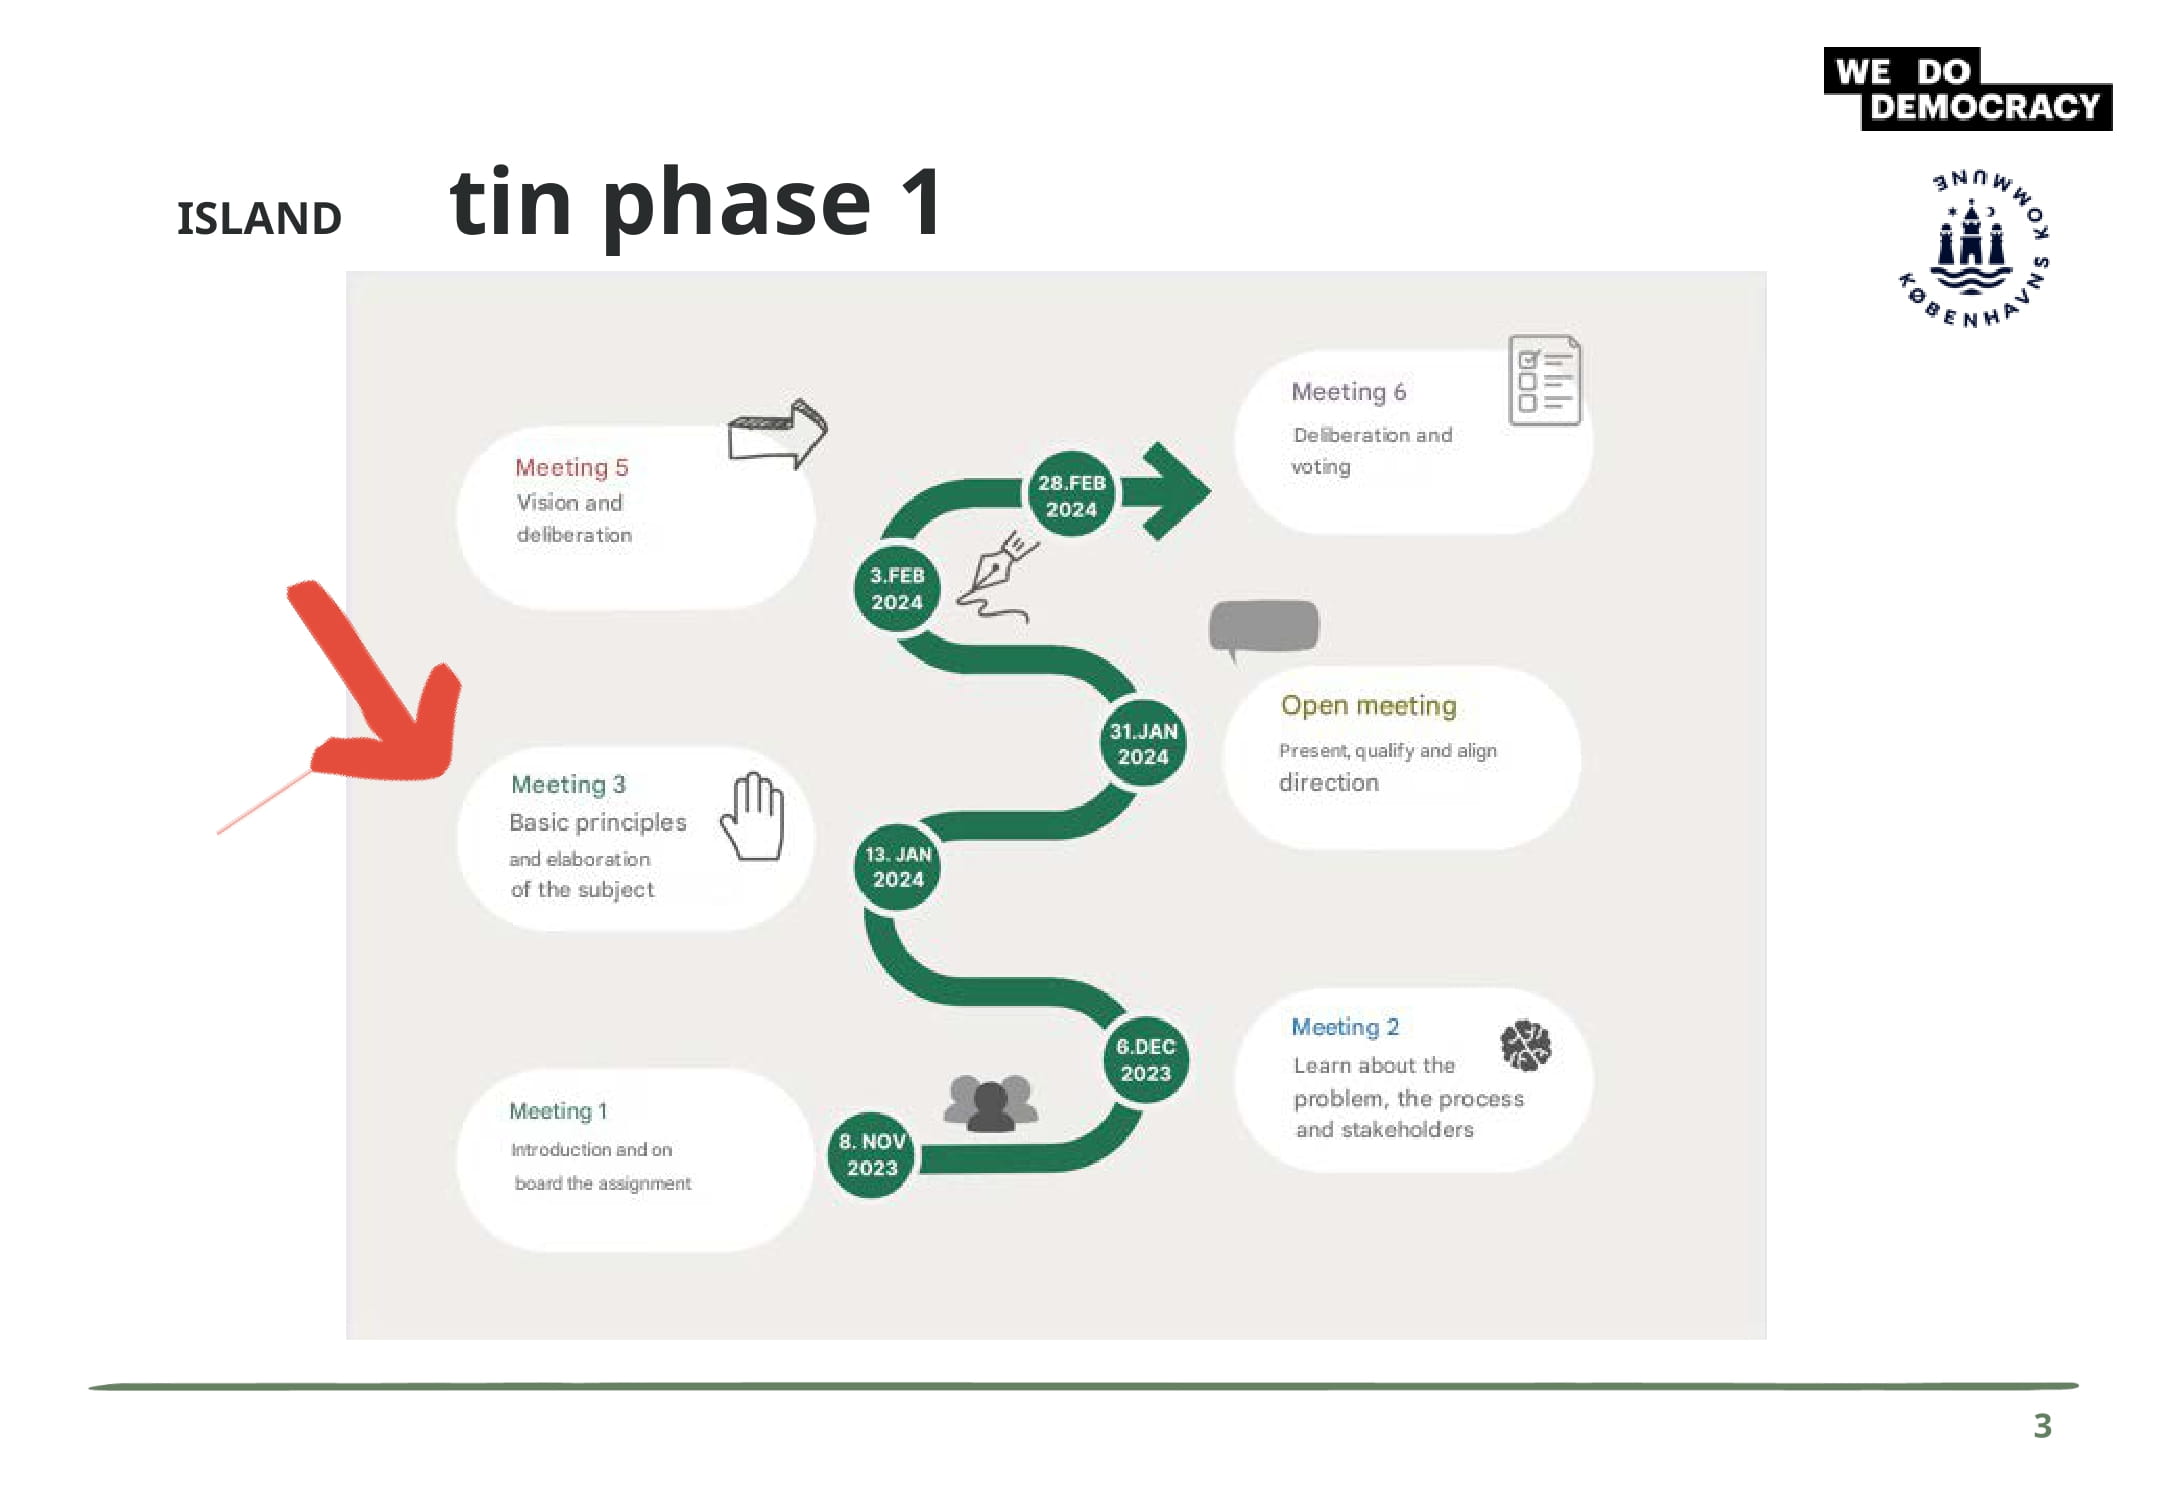 WE DO
DEMOCRACY
KØBENHAVNS KOMMUNE
ISLAND tin phase 1
Meeting 6
Deliberation and
voting
Meeting 5
Vision and
deliberation
28.FEB
2024
3.FEB
2024
Open meeting
Present, qualify and align
direction
31.JAN
2024
Meeting 3
Basic principles
and elaboration
of the subject
13. JAN
2024
Meeting 2
Learn about the
problem, the process
and stakeholders
6.DEC
2023
Meeting 1
Introduction and on
board the assignment
8. NOV
2023
3